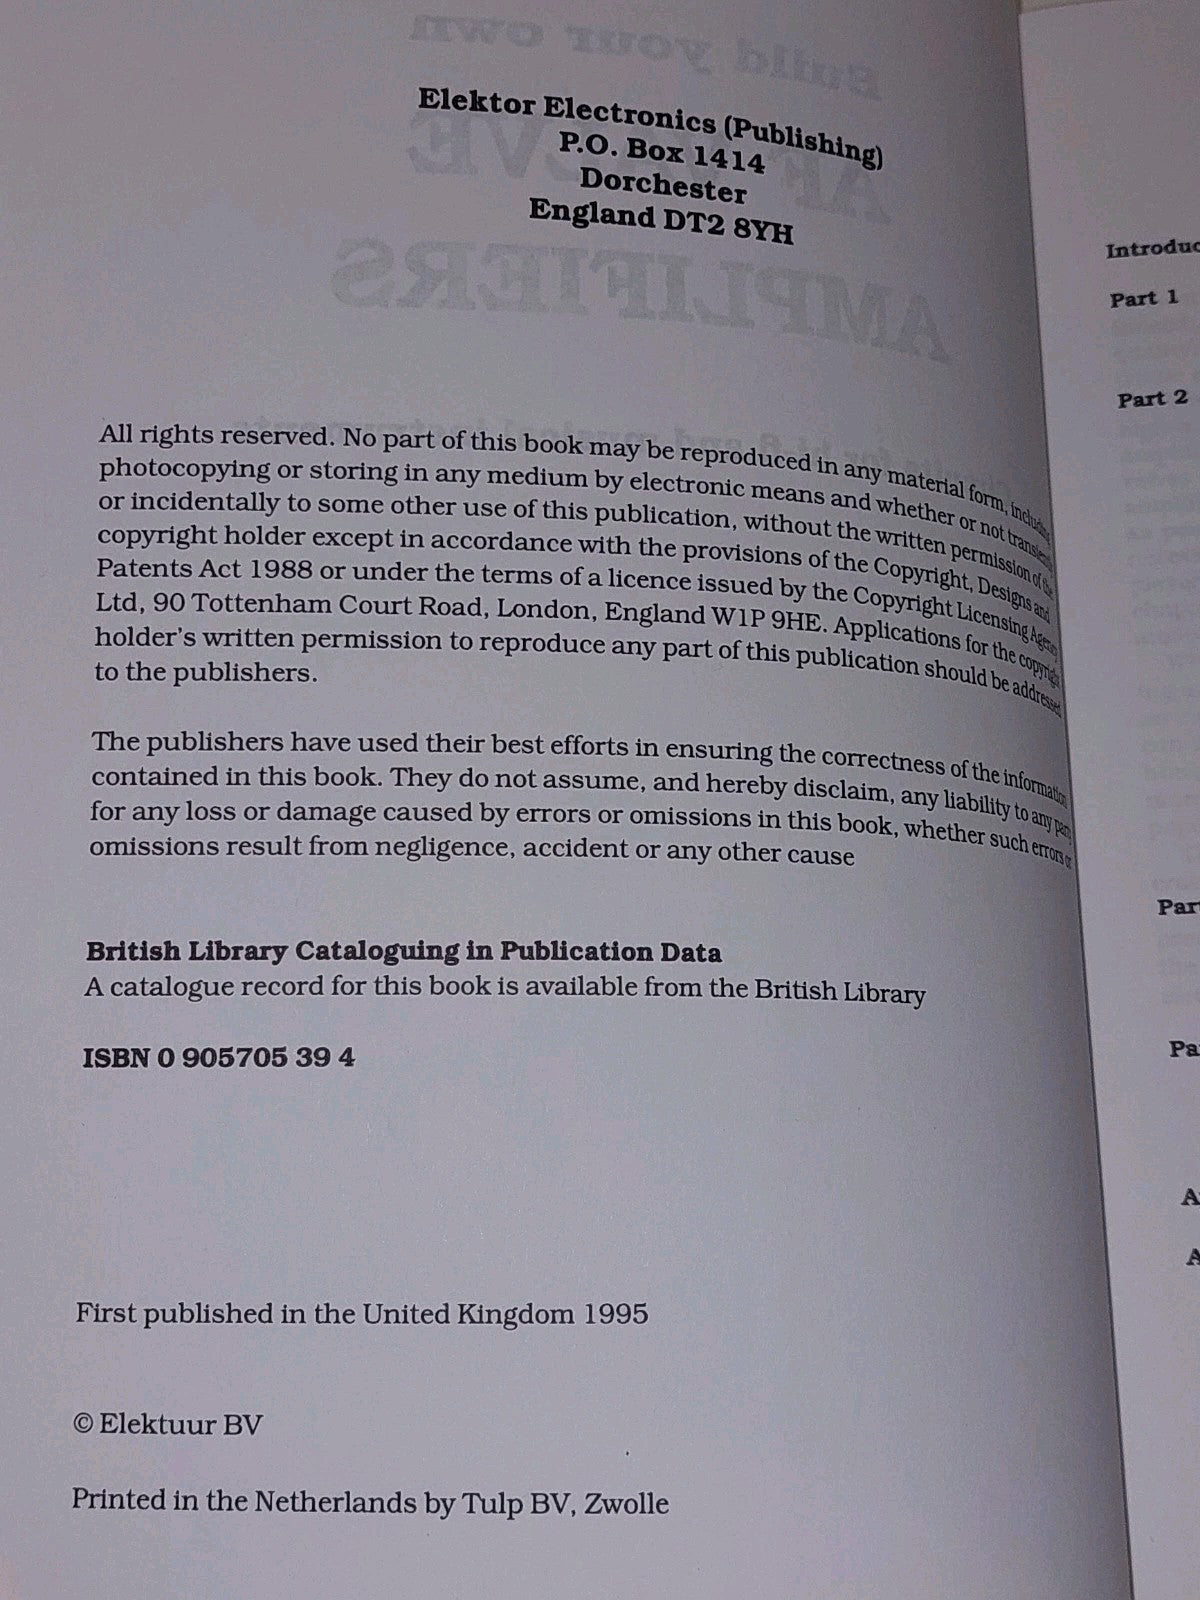 Build your own
AF VALVE
AMPLIFIERS
Elektor Electronics (Publishing)
P.O. Box 1414
Dorchester
England DT2 8YH
All rights reserved. No part of this book may be reproduced in any material form, including
photocopying or storing in any medium by electronic means and whether or not transiently
or incidentally to some other use of this publication, without the written permission of the
copyright holder except in accordance with the provisions of the Copyright, Designs and
Patents Act 1988 or under the terms of a licence issued by the Copyright Licensing Agency
Ltd, 90 Tottenham Court Road, London, England W1P 9HE. Applications for the copyright
holder's written permission to reproduce any part of this publication should be addressed
to the publishers.
The publishers have used their best efforts in ensuring the correctness of the information
contained in this book. They do not assume, and hereby disclaim, any liability to any party
for any loss or damage caused by errors or omissions in this book, whether such errors or
omissions result from negligence, accident or any other cause
British Library Cataloguing in Publication Data
A catalogue record for this book is available from the British Library
ISBN 0 905705 39 4
First published in the United Kingdom 1995
© Elektuur BV
Printed in the Netherlands by Tulp BV, Zwolle
Introduc
Part 1
Part 2
Par
Pa
A
A